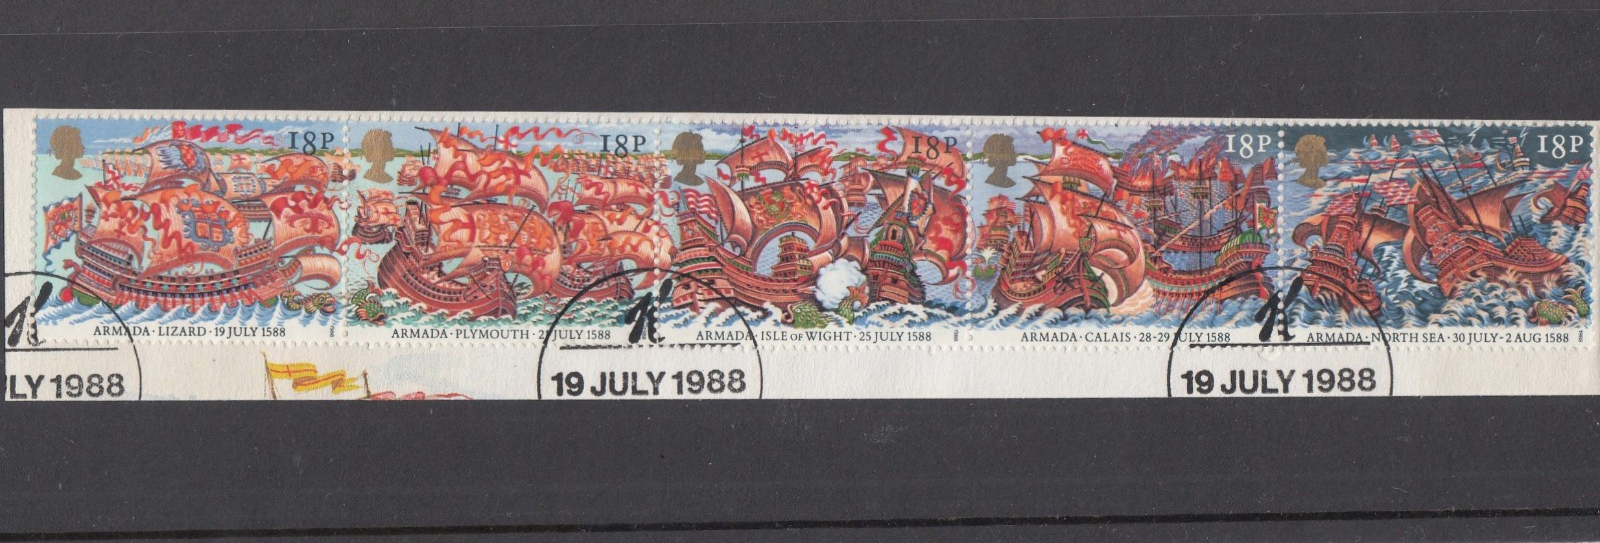 18P
18P
18P
18P
18P
ARMADA · LIZARD · 19 JULY 1588
ARMADA · PLYMOUTH · 21 JULY 1588
ARMADA · ISLE OF WIGHT · 25 JULY 1588
ARMADA · CALAIS · 28-29 JULY 1588
ARMADA · NORTH SEA · 30 JULY - 2 AUG 1588
LY 1988
19 JULY 1988
19 JULY 1988